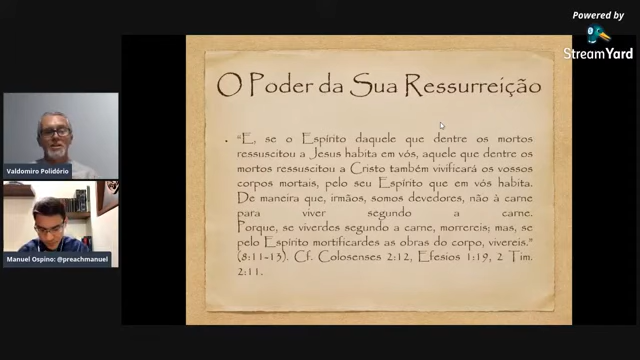 Powered by
StreamYard
O Poder da Sua Ressurreição
• "E, se o Espírito daquele que dentre os mortos
ressuscitou a Jesus habita em vós, aquele que dentre os
mortos ressuscitou a Cristo também vivificará os vossos
corpos mortais, pelo seu Espírito que em vós habita.
De maneira que, irmãos, somos devedores, não à carne
para viver segundo a carne.
Porque, se viverdes segundo a carne, morrereis; mas, se
pelo Espírito mortificardes as obras do corpo, vivereis."
(8:11-13). Cf. Colosenses 2:12, Efesios 1:19, 2 Tim.
2:11.
Valdomiro Polidório
Manuel Ospino: @preachmanuel